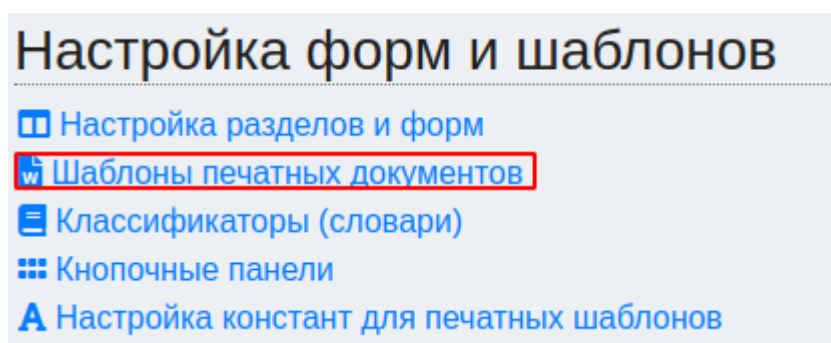 Настройка форм и шаблонов
Настройка разделов и форм
Шаблоны печатных документов
Классификаторы (словари)
Кнопочные панели
Настройка констант для печатных шаблонов